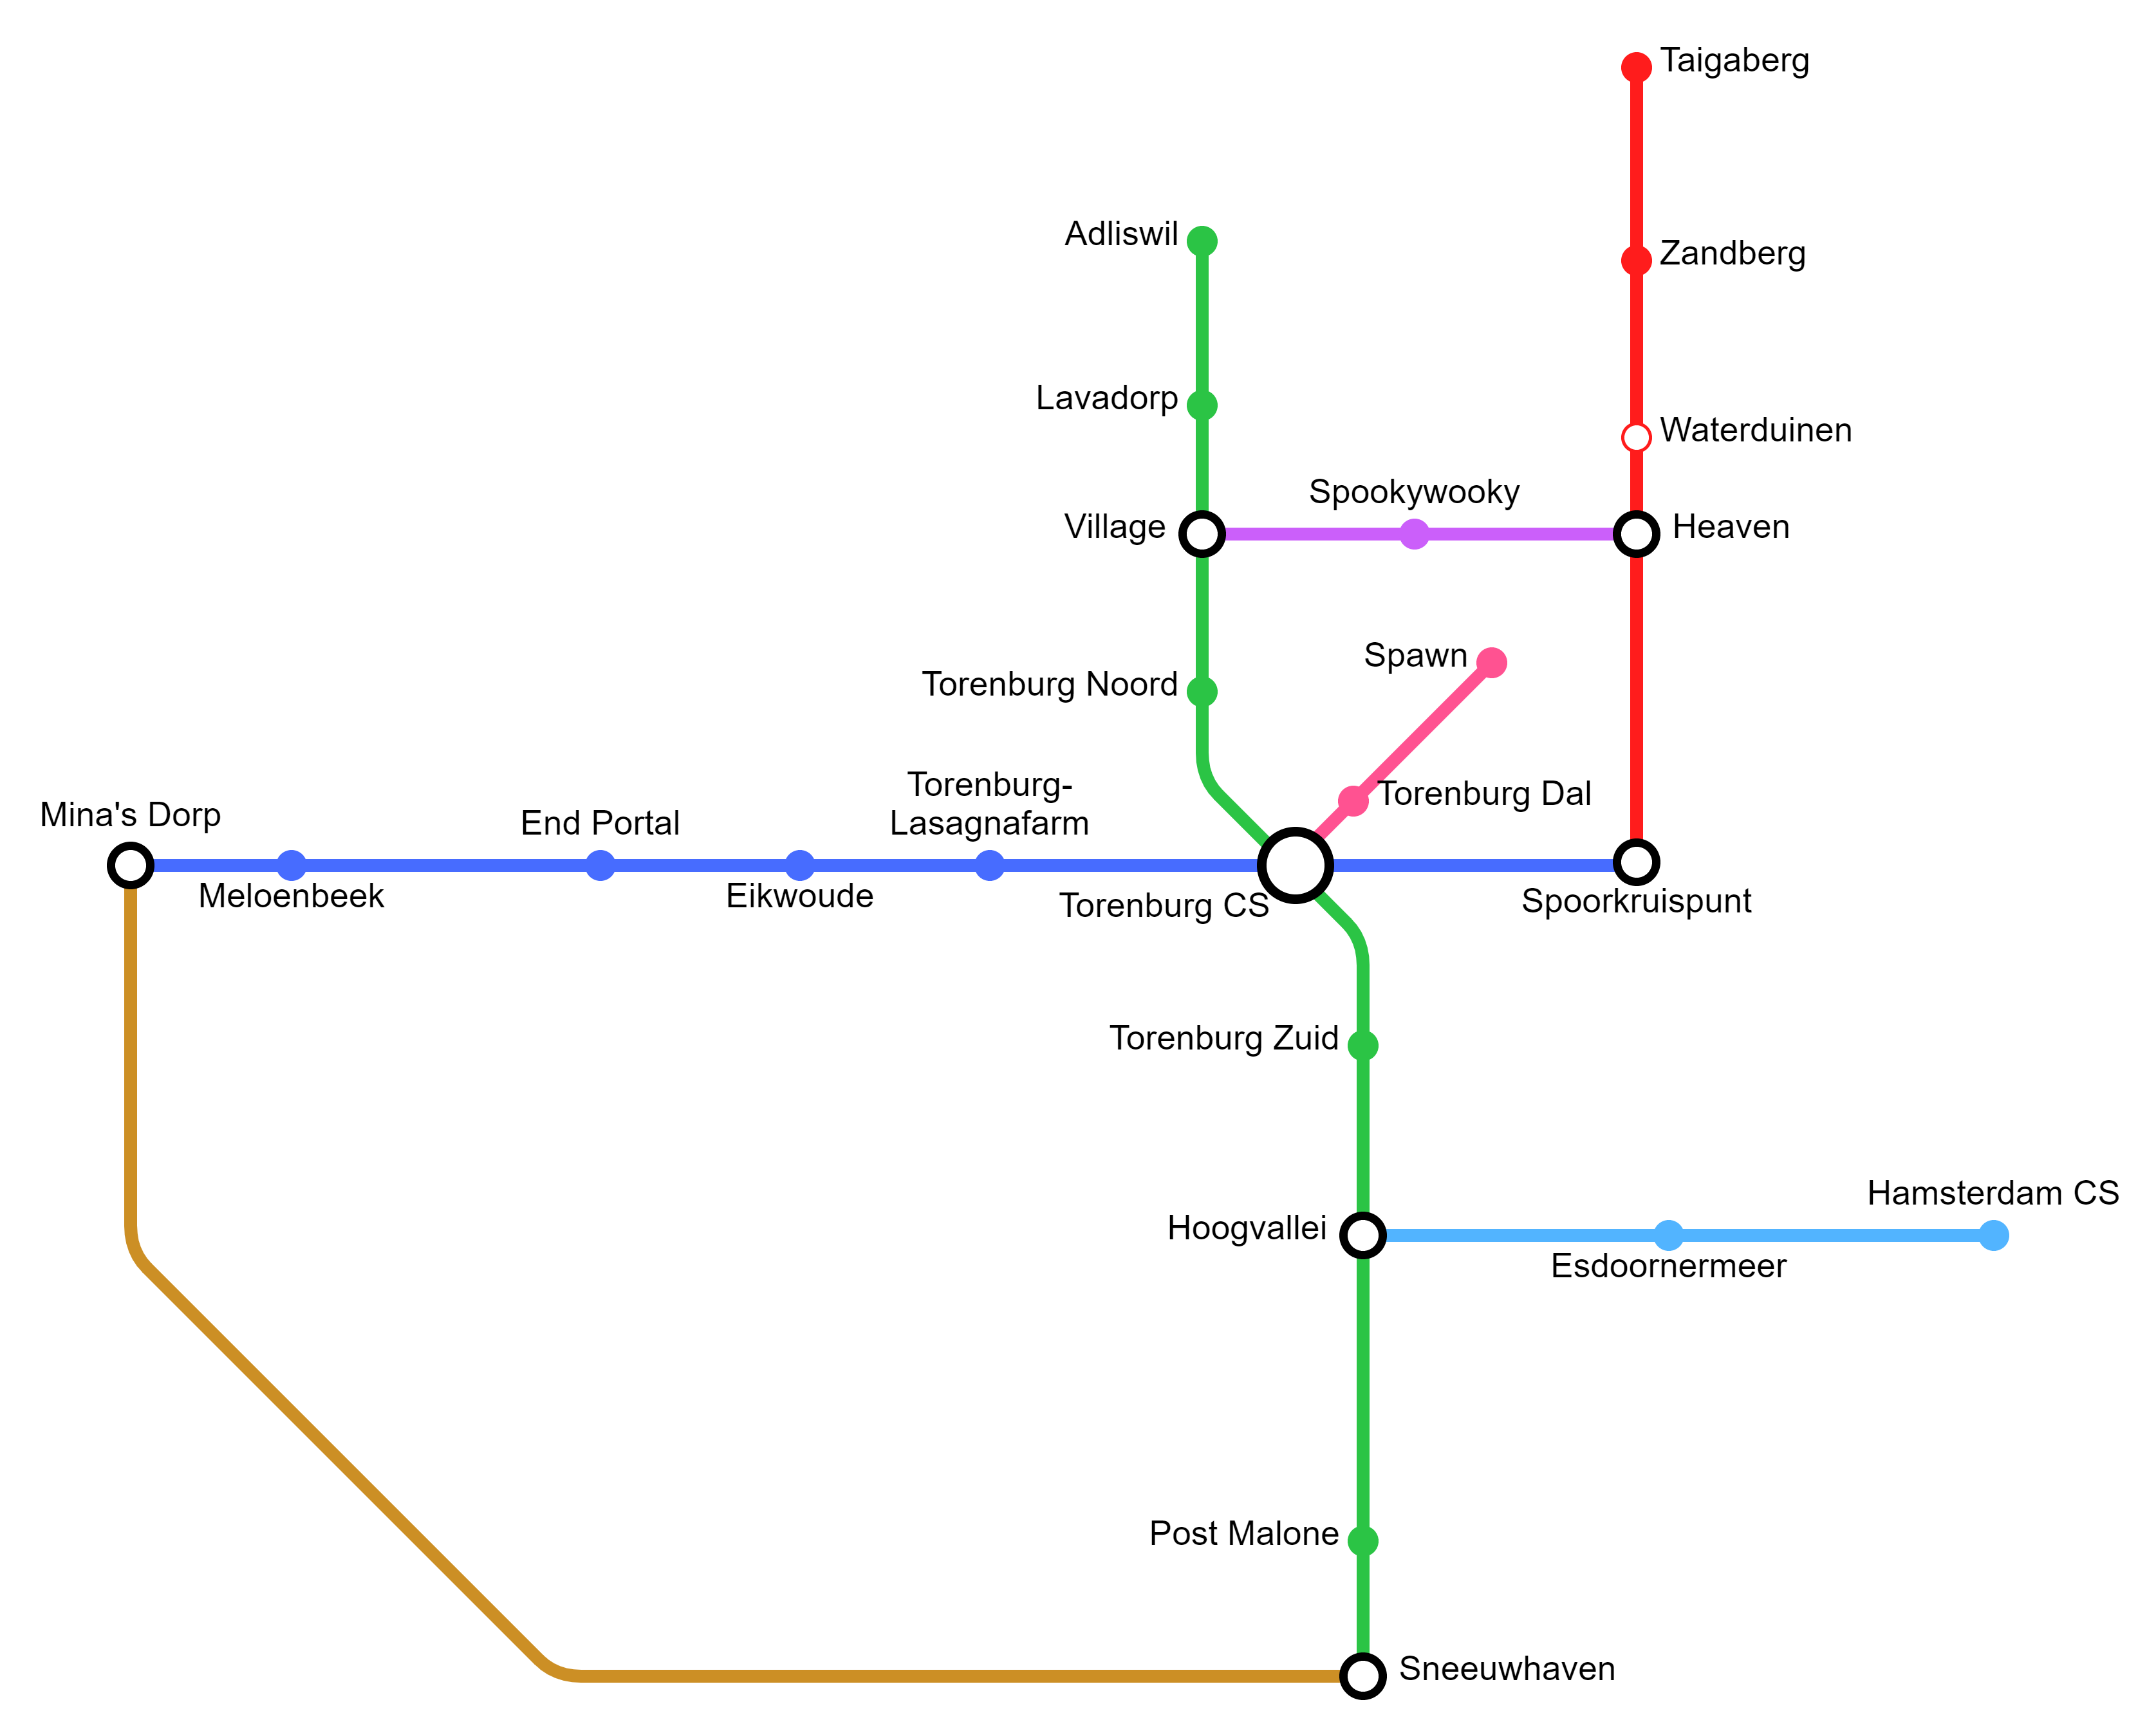 Taigaberg
Adliswil
Zandberg
Lavadorp
Waterduinen
Spookywooky
Village
Heaven
Spawn
Torenburg Noord
Torenburg-
Lasagnafarm
Torenburg Dal
Mina's Dorp
End Portal
Meloenbeek
Eikwoude
Torenburg CS
Spoorkruispunt
Torenburg Zuid
Hamsterdam CS
Hoogvallei
Esdoornermeer
Post Malone
Sneeuwhaven